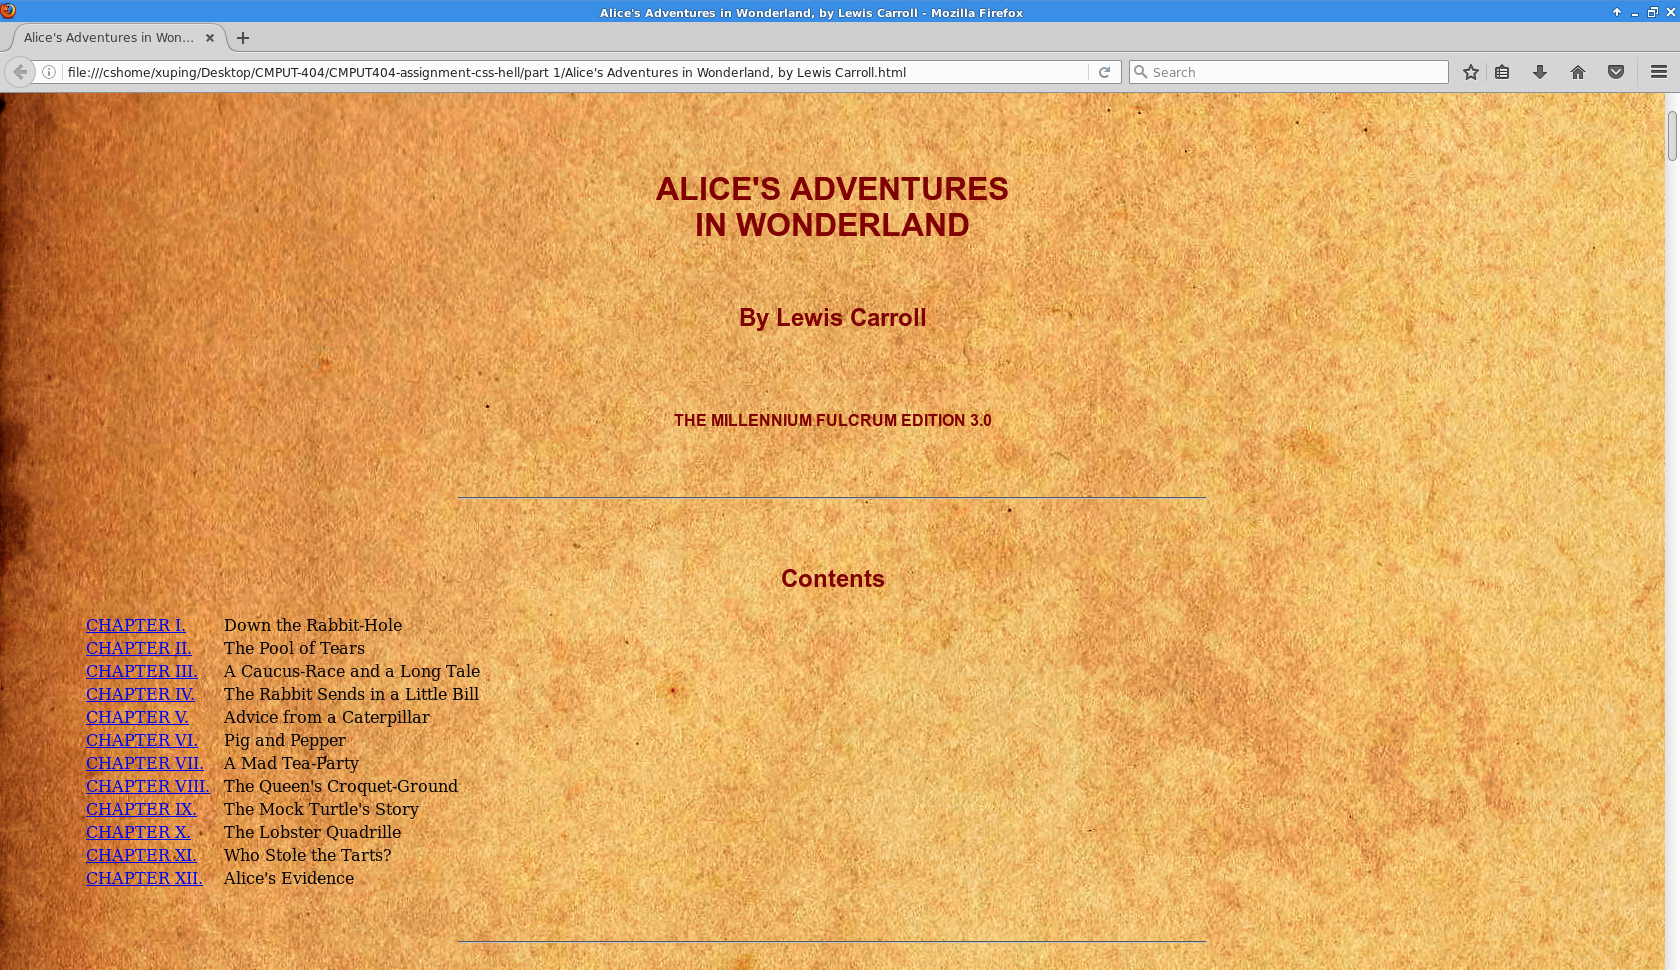 Alice's Adventures in Wonderland, by Lewis Carroll - Mozilla Firefox
Alice's Adventures in Won...
file:///cshome/xuping/Desktop/CMPUT-404/CMPUT404-assignment-css-hell/part 1/Alice's Adventures in Wonderland, by Lewis Carroll.html
Search
ALICE'S ADVENTURES
IN WONDERLAND
By Lewis Carroll
THE MILLENNIUM FULCRUM EDITION 3.0
Contents
CHAPTER I. Down the Rabbit-Hole
CHAPTER II. The Pool of Tears
CHAPTER III. A Caucus-Race and a Long Tale
CHAPTER IV. The Rabbit Sends in a Little Bill
CHAPTER V. Advice from a Caterpillar
CHAPTER VI. Pig and Pepper
CHAPTER VII. A Mad Tea-Party
CHAPTER VIII. The Queen's Croquet-Ground
CHAPTER IX. The Mock Turtle's Story
CHAPTER X. The Lobster Quadrille
CHAPTER XI. Who Stole the Tarts?
CHAPTER XII. Alice's Evidence